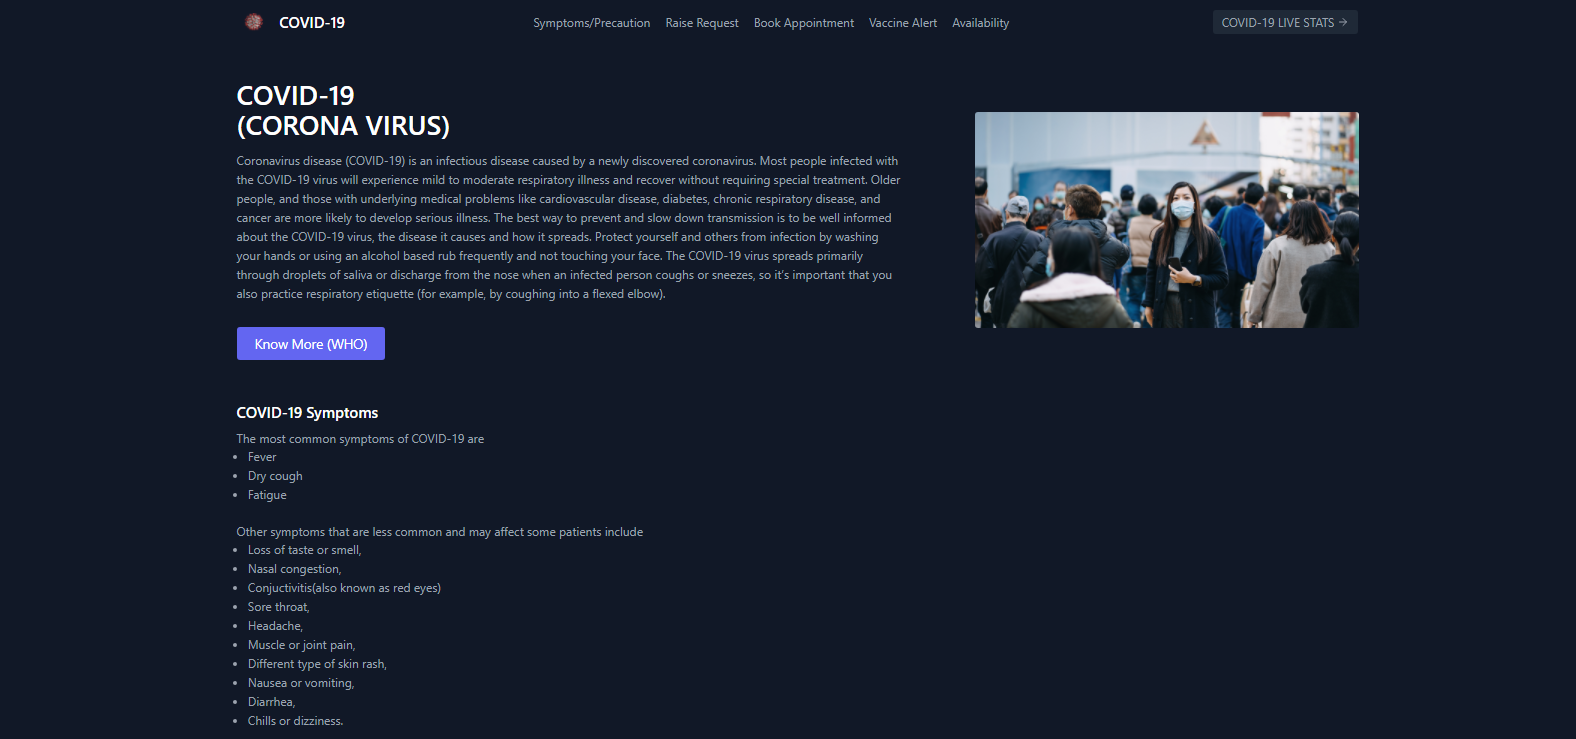 COVID-19
Symptoms/Precaution
Raise Request
Book Appointment
Vaccine Alert
Availability
COVID-19 LIVE STATS →
COVID-19
(CORONA VIRUS)
Coronavirus disease (COVID-19) is an infectious disease caused by a newly discovered coronavirus. Most people infected with
the COVID-19 virus will experience mild to moderate respiratory illness and recover without requiring special treatment. Older
people, and those with underlying medical problems like cardiovascular disease, diabetes, chronic respiratory disease, and
cancer are more likely to develop serious illness. The best way to prevent and slow down transmission is to be well informed
about the COVID-19 virus, the disease it causes and how it spreads. Protect yourself and others from infection by washing
your hands or using an alcohol based rub frequently and not touching your face. The COVID-19 virus spreads primarily
through droplets of saliva or discharge from the nose when an infected person coughs or sneezes, so it's important that you
also practice respiratory etiquette (for example, by coughing into a flexed elbow).
Know More (WHO)
COVID-19 Symptoms
The most common symptoms of COVID-19 are
• Fever
• Dry cough
• Fatigue
Other symptoms that are less common and may affect some patients include
• Loss of taste or smell,
• Nasal congestion,
• Conjuctivitis(also known as red eyes)
• Sore throat,
• Headache,
• Muscle or joint pain,
• Different type of skin rash,
• Nausea or vomiting,
• Diarrhea,
• Chills or dizziness.